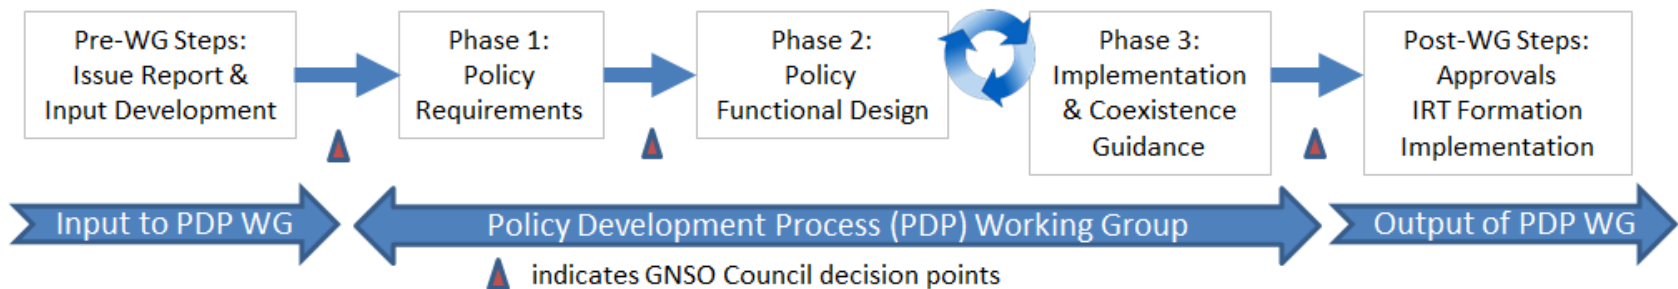 Pre-WG Steps:
Issue Report &
Input Development
Phase 1:
Policy
Requirements
Phase 2:
Policy
Functional Design
Phase 3:
Implementation
& Coexistence
Guidance
Post-WG Steps:
Approvals
IRT Formation
Implementation
Input to PDP WG
Policy Development Process (PDP) Working Group
Output of PDP WG
indicates GNSO Council decision points